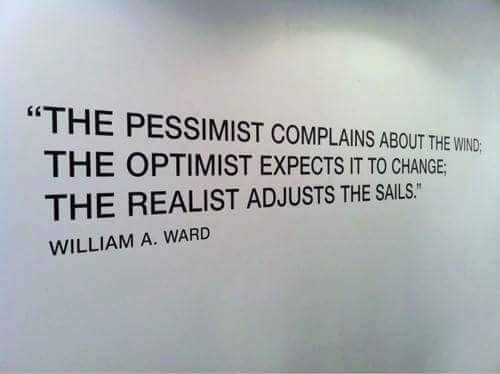 “THE PESSIMIST COMPLAINS ABOUT THE WIND;
THE OPTIMIST EXPECTS IT TO CHANGE;
THE REALIST ADJUSTS THE SAILS.”
WILLIAM A. WARD